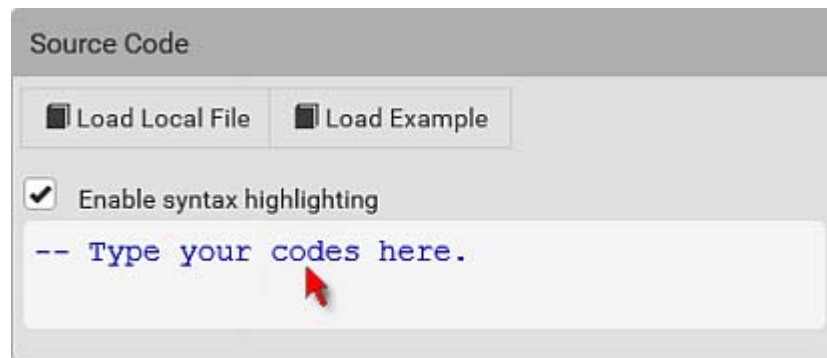 Source Code
Load Local File Load Example
Enable syntax highlighting
-- Type your codes here.